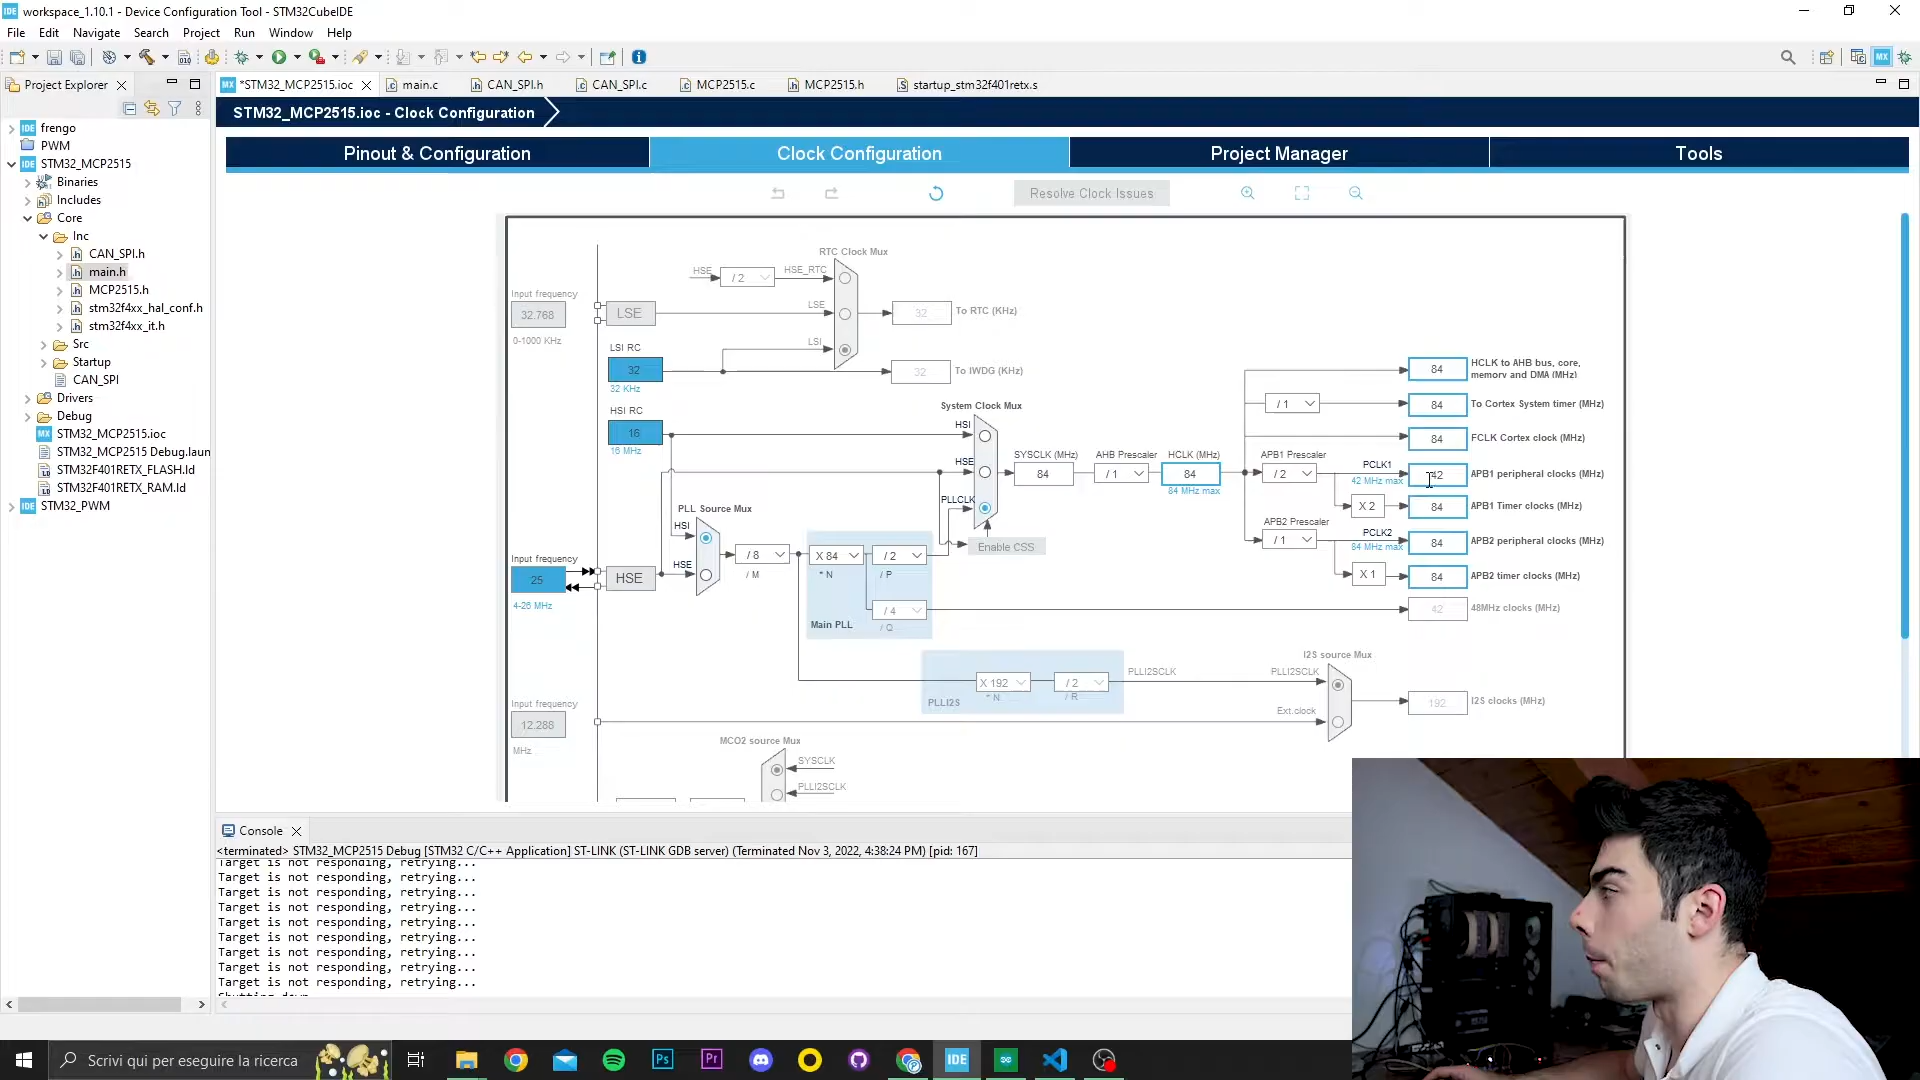 workspace_1.10.1 - Device Configuration Tool - STM32CubeIDE
File Edit Navigate Search Project Run Window Help
Project Explorer
*STM32_MCP2515.ioc
main.c
CAN_SPI.h
CAN_SPI.c
MCP2515.c
MCP2515.h
startup_stm32f401retx.s
STM32_MCP2515.ioc - Clock Configuration
Pinout & Configuration
Clock Configuration
Project Manager
Tools
Resolve Clock Issues
frengo
PWM
STM32_MCP2515
Binaries
Includes
Core
Inc
CAN_SPI.h
main.h
MCP2515.h
stm32f4xx_hal_conf.h
stm32f4xx_it.h
Src
Startup
CAN_SPI
Drivers
Debug
STM32_MCP2515.ioc
STM32_MCP2515 Debug.laun
STM32F401RETX_FLASH.ld
STM32F401RETX_RAM.ld
STM32_PWM
RTC Clock Mux
HSE
/ 2
HSE_RTC
Input frequency
32.768
0-1000 KHz
LSE
LSE
32
To RTC (KHz)
LSI RC
LSI
32
32 KHz
32
To IWDG (KHz)
HSI RC
16
16 MHz
System Clock Mux
HSI
HSE
PLLCLK
SYSCLK (MHz)
84
AHB Prescaler
/ 1
HCLK (MHz)
84
84 MHz max
84
HCLK to AHB bus, core,
memory and DMA (MHz)
/ 1
84
To Cortex System timer (MHz)
84
FCLK Cortex clock (MHz)
APB1 Prescaler
/ 2
PCLK1
42 MHz max
42
APB1 peripheral clocks (MHz)
X 2
84
APB1 Timer clocks (MHz)
APB2 Prescaler
/ 1
PCLK2
84 MHz max
84
APB2 peripheral clocks (MHz)
X 1
84
APB2 timer clocks (MHz)
42
48MHz clocks (MHz)
Enable CSS
PLL Source Mux
HSI
HSE
/ 8
/ M
X 84
* N
/ 2
/ P
/ 4
/ Q
Main PLL
Input frequency
25
4-26 MHz
HSE
X 192
* N
/ 2
/ R
PLLI2S
PLLI2SCLK
I2S source Mux
PLLI2SCLK
Ext.clock
192
I2S clocks (MHz)
Input frequency
12.288
MHz
MCO2 source Mux
SYSCLK
PLLI2SCLK
Console
<terminated> STM32_MCP2515 Debug [STM32 C/C++ Application] ST-LINK (ST-LINK GDB server) (Terminated Nov 3, 2022, 4:38:24 PM) [pid: 167]
Target is not responding, retrying...
Target is not responding, retrying...
Target is not responding, retrying...
Target is not responding, retrying...
Target is not responding, retrying...
Target is not responding, retrying...
Target is not responding, retrying...
Target is not responding, retrying...
Target is not responding, retrying...
Shutting down
Scrivi qui per eseguire la ricerca
Ps
Pr
IDE